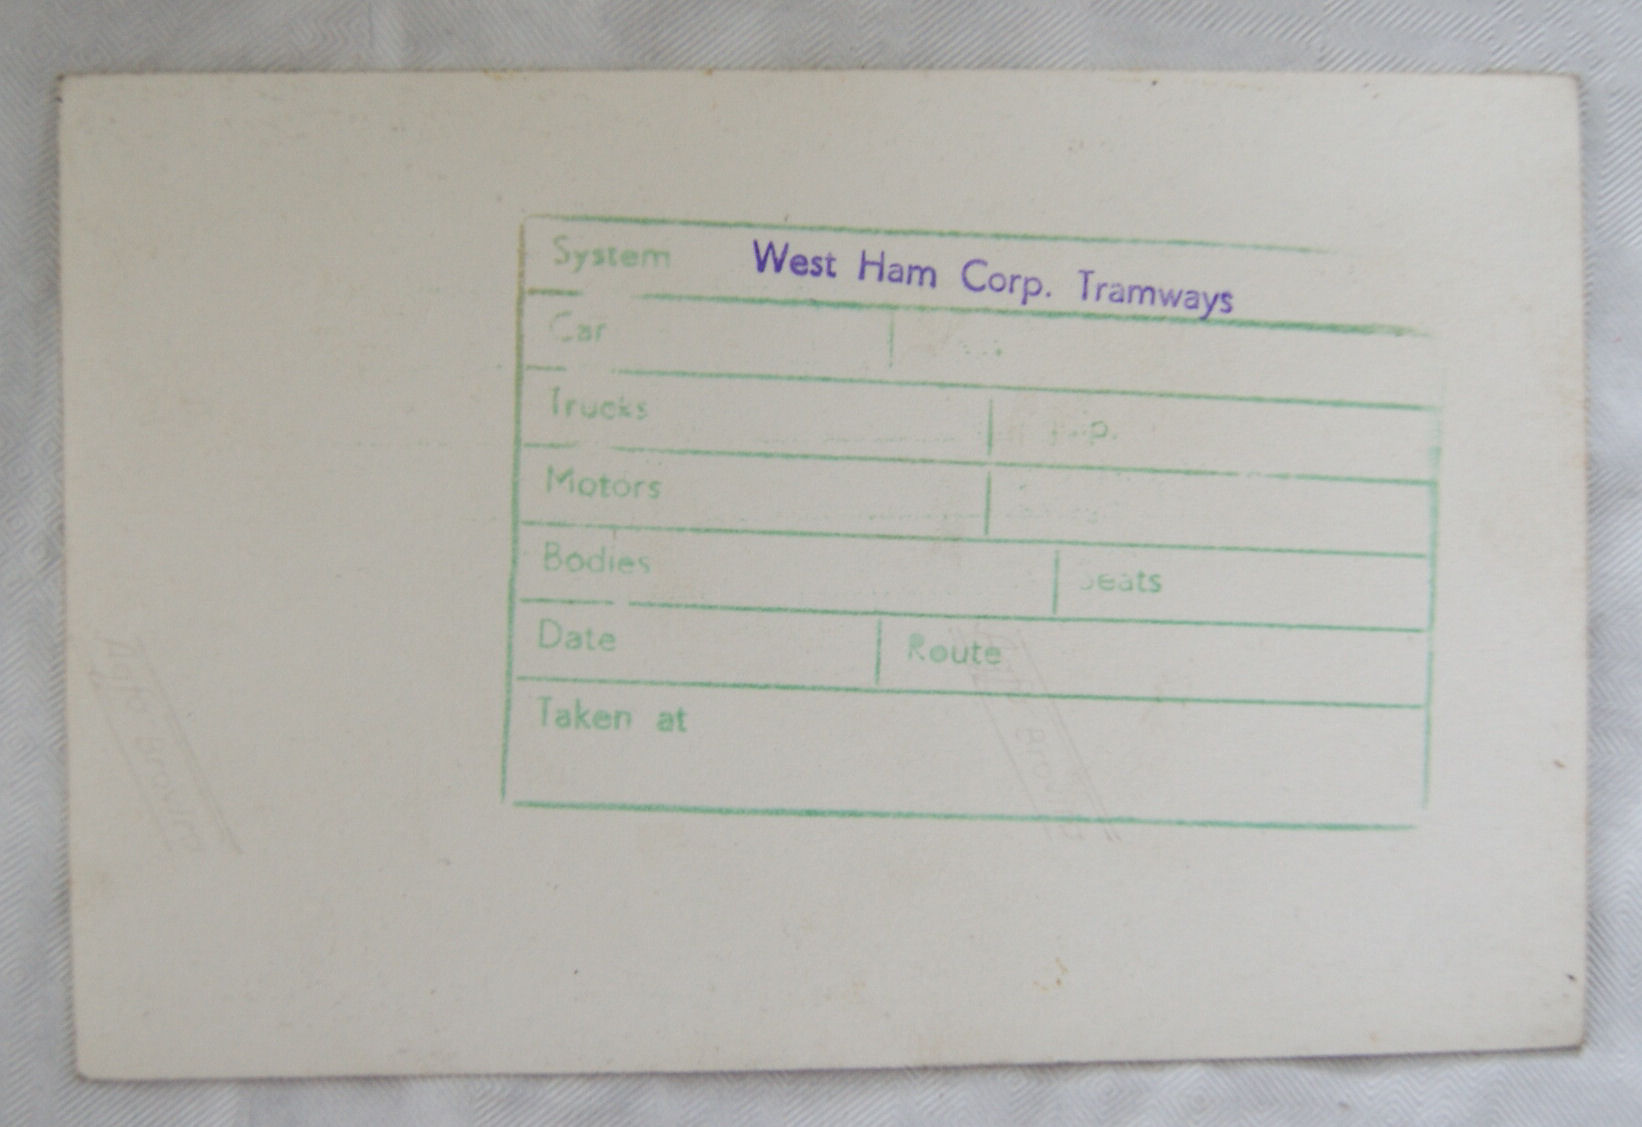 System West Ham Corp. Tramways
Car
Trucks
Motors
Bodies Seats
Date Route
Taken at